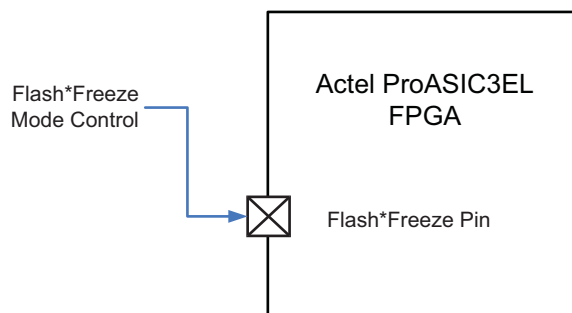 Actel ProASIC3EL
FPGA
Flash*Freeze
Mode Control
Flash*Freeze Pin